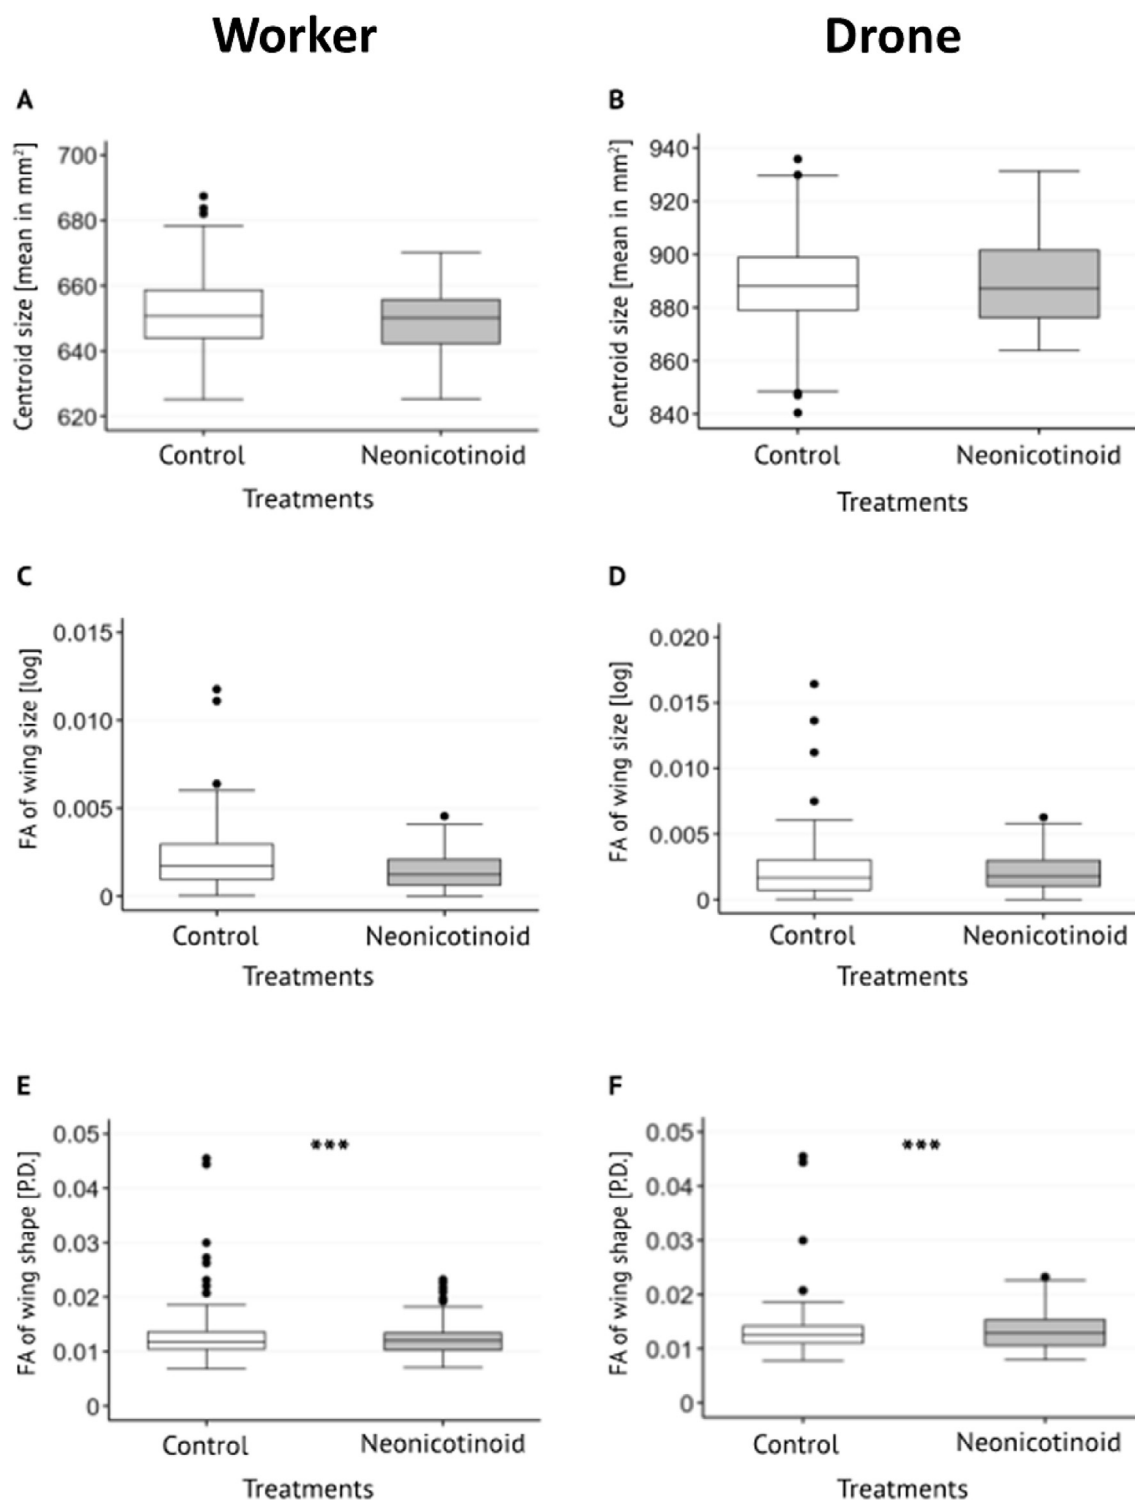 Worker
Drone
A
Centroid size [mean in mm²]
700
680
660
640
620
Control
Neonicotinoid
Treatments
B
Centroid size [mean in mm²]
940
920
900
880
860
840
Control
Neonicotinoid
Treatments
C
FA of wing size [log]
0.015
0.010
0.005
0
Control
Neonicotinoid
Treatments
D
FA of wing size [log]
0.020
0.015
0.010
0.005
0
Control
Neonicotinoid
Treatments
E
FA of wing shape [P.D.]
0.05
0.04
0.03
0.02
0.01
0
***
Control
Neonicotinoid
Treatments
F
FA of wing shape [P.D.]
0.05
0.04
0.03
0.02
0.01
0
***
Control
Neonicotinoid
Treatments